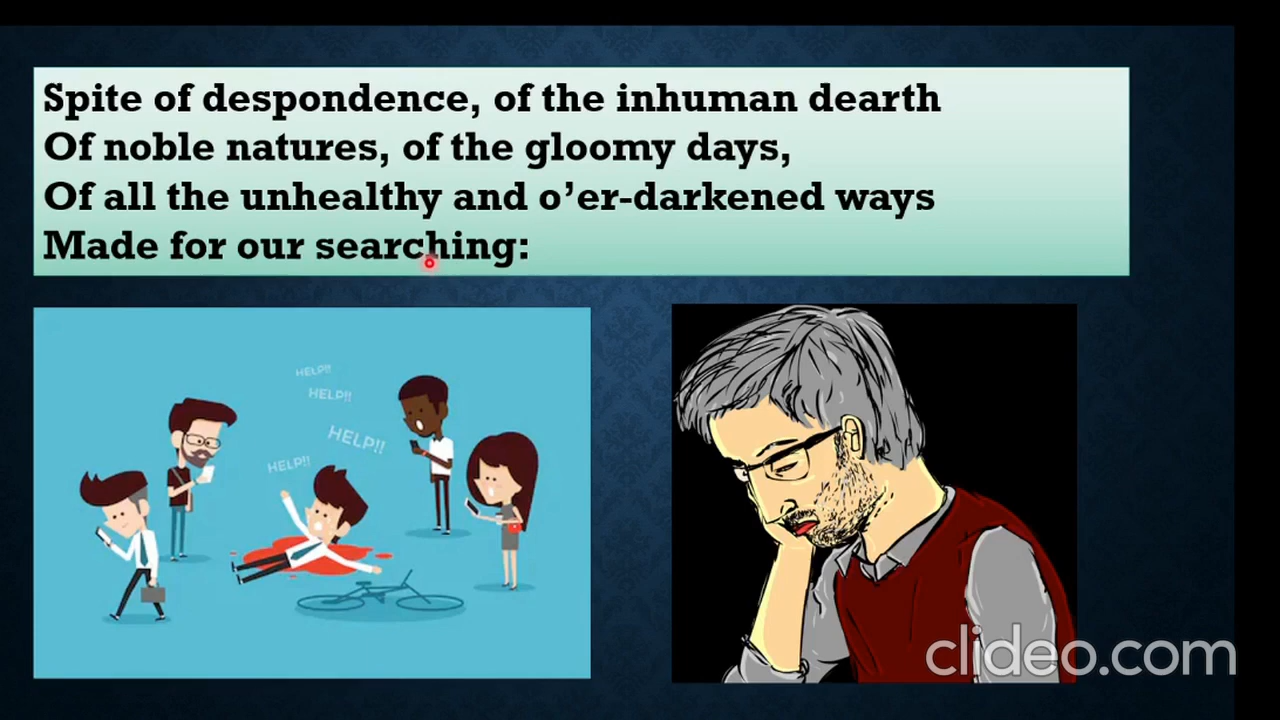 Spite of despondence, of the inhuman dearth
Of noble natures, of the gloomy days,
Of all the unhealthy and o’er-darkened ways
Made for our searching:
HELP!!
HELP!!
HELP!!
HELP!!
clideo.com